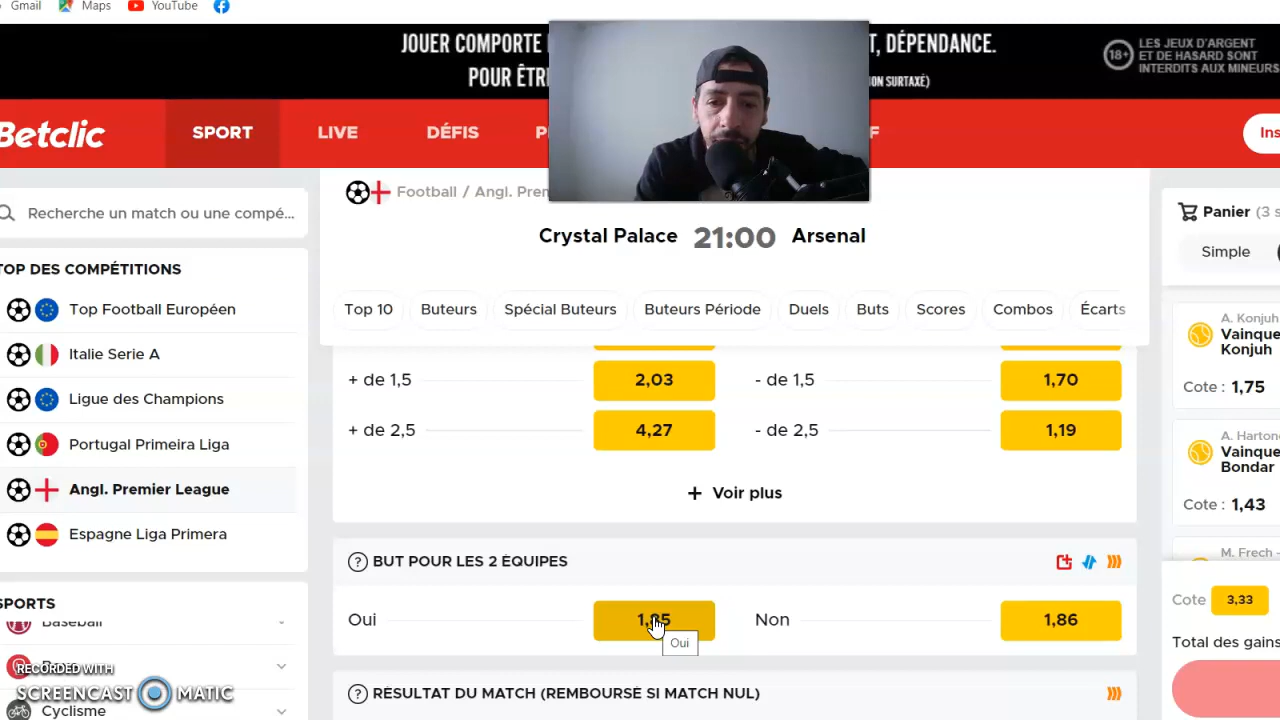 Gmail
Maps
YouTube
JOUER COMPORTE
T, DÉPENDANCE.
POUR ÊTR
ON SURTAXÉ)
18+
LES JEUX D'ARGENT
ET DE HASARD SONT
INTERDITS AUX MINEURS
Betclic
SPORT
LIVE
DÉFIS
P
F
Ins
Recherche un match ou une compé...
TOP DES COMPÉTITIONS
Top Football Européen
Italie Serie A
Ligue des Champions
Portugal Primeira Liga
Angl. Premier League
Espagne Liga Primera
SPORTS
Baseball
Cyclisme
RECORDED WITH
SCREENCAST MATIC
Football / Angl. Pren
Crystal Palace 21:00 Arsenal
Top 10
Buteurs
Spécial Buteurs
Buteurs Période
Duels
Buts
Scores
Combos
Écarts
+ de 1,5 2,03 - de 1,5 1,70
+ de 2,5 4,27 - de 2,5 1,19
+ Voir plus
? BUT POUR LES 2 ÉQUIPES
Oui 1,85 Non 1,86
Oui
? RÉSULTAT DU MATCH (REMBOURSÉ SI MATCH NUL)
Panier (3 s
Simple
A. Konjuh
Vainque
Konjuh
Cote : 1,75
A. Harton
Vainque
Bondar
Cote : 1,43
M. Frech -
Cote 3,33
Total des gains